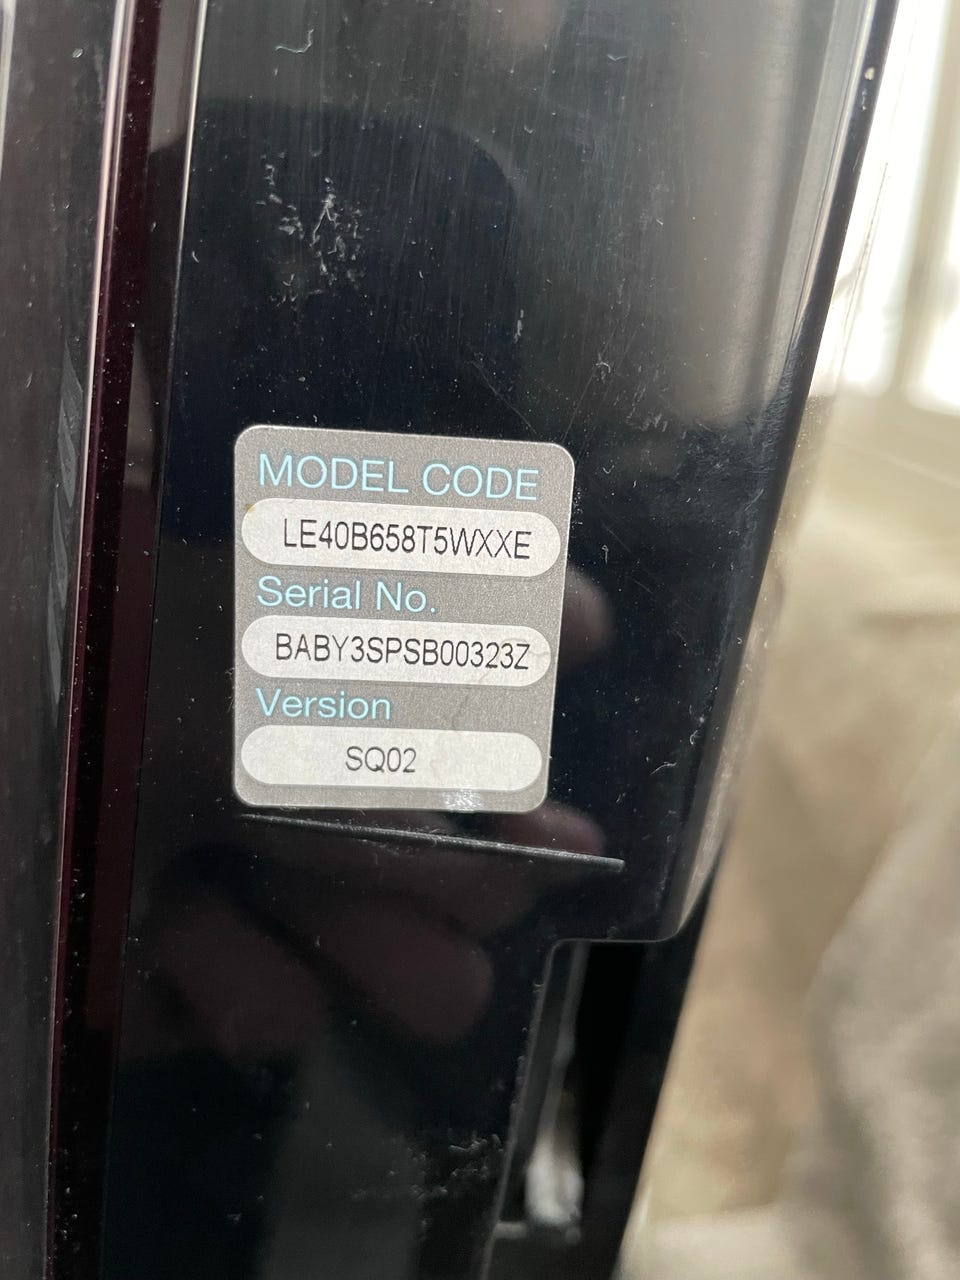 MODEL CODE
LE40B658T5WXXE
Serial No.
BABY3SPSB00323Z
Version
SQ02